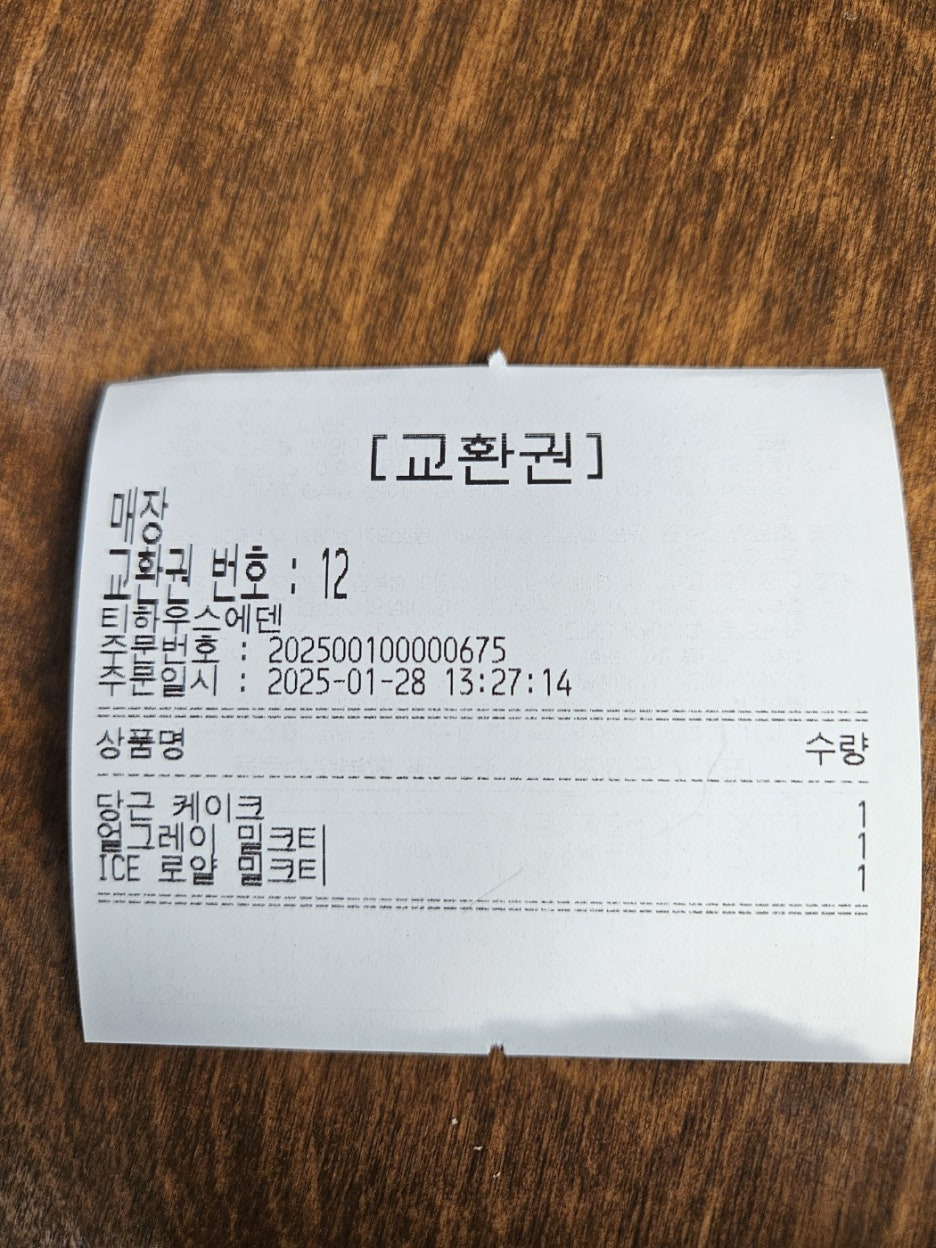 [교환권]
매장
교환권 번호 : 12
티하우스에덴
주문번호 : 202500100000675
주문일시 : 2025-01-28 13:27:14
상품명 수량
당근 케이크 1
얼그레이 밀크티 1
ICE 로얄 밀크티 1